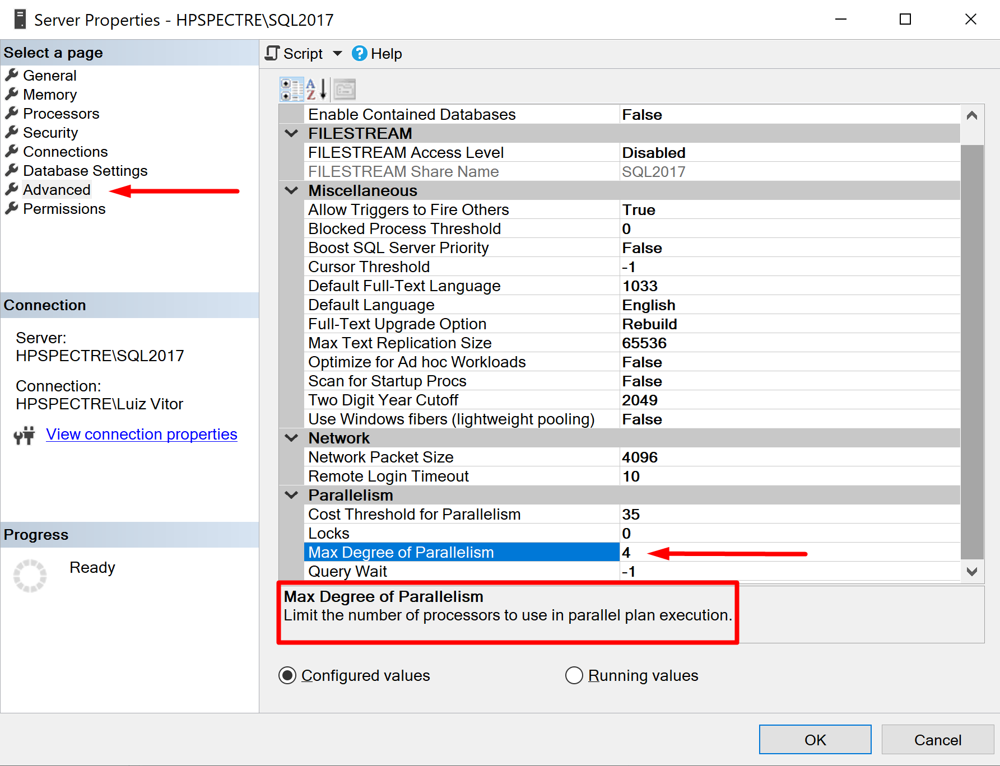 Server Properties - HPSPECTRE\SQL2017
Select a page
General
Memory
Processors
Security
Connections
Database Settings
Advanced
Permissions
Connection
Server:
HPSPECTRE\SQL2017
Connection:
HPSPECTRE\Luiz Vitor
View connection properties
Progress
Ready
Script ? Help
A
Z
Enable Contained Databases False
FILESTREAM
FILESTREAM Access Level Disabled
FILESTREAM Share Name SQL2017
Miscellaneous
Allow Triggers to Fire Others True
Blocked Process Threshold 0
Boost SQL Server Priority False
Cursor Threshold -1
Default Full-Text Language 1033
Default Language English
Full-Text Upgrade Option Rebuild
Max Text Replication Size 65536
Optimize for Ad hoc Workloads False
Scan for Startup Procs False
Two Digit Year Cutoff 2049
Use Windows fibers (lightweight pooling) False
Network
Network Packet Size 4096
Remote Login Timeout 10
Parallelism
Cost Threshold for Parallelism 35
Locks 0
Max Degree of Parallelism 4
Query Wait -1
Max Degree of Parallelism
Limit the number of processors to use in parallel plan execution.
Configured values Running values
OK Cancel